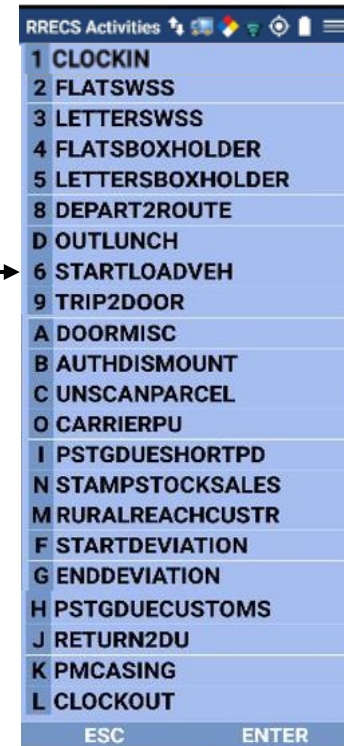 RRECS Activities
1 CLOCKIN
2 FLATSWSS
3 LETTERSWSS
4 FLATSBOXHOLDER
5 LETTERSBOXHOLDER
8 DEPART2ROUTE
D OUTLUNCH
6 STARTLOADVEH
9 TRIP2DOOR
A DOORMISC
B AUTHDISMOUNT
C UNSCANPARCEL
O CARRIERPU
I PSTGDUESHORTPD
N STAMPSTOCKSALES
M RURALREACHCUSTR
F STARTDEVIATION
G ENDDEVIATION
H PSTGDUECUSTOMS
J RETURN2DU
K PMCASING
L CLOCKOUT
ESC ENTER